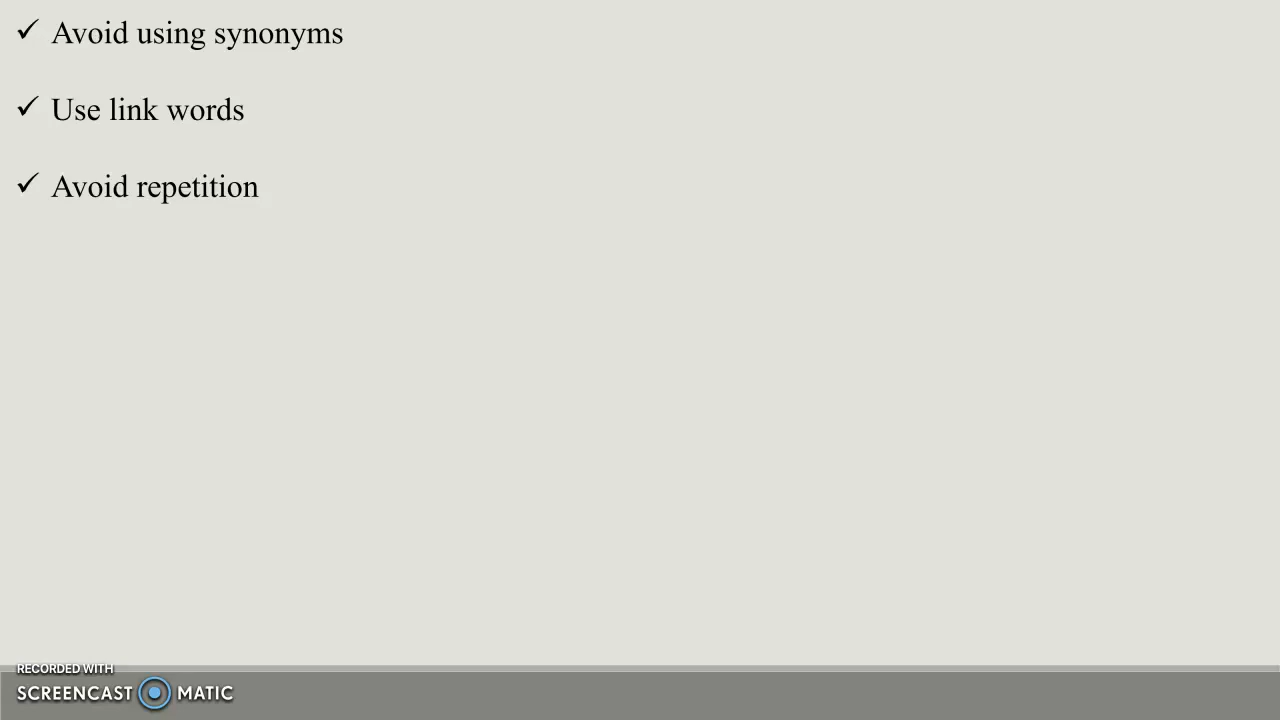 ✓ Avoid using synonyms
✓ Use link words
✓ Avoid repetition
RECORDED WITH
SCREENCAST MATIC